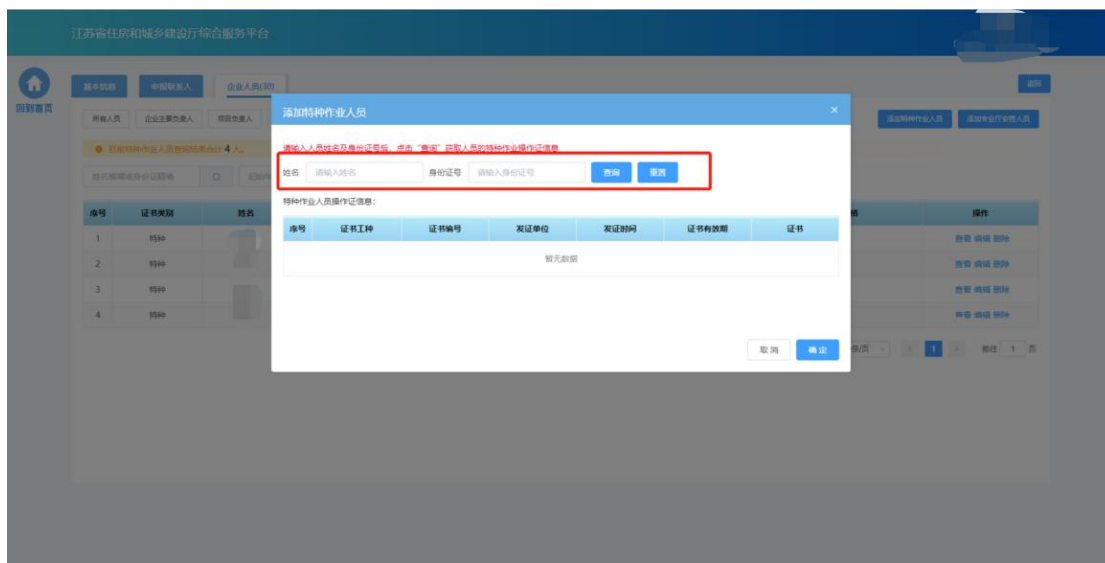 江苏省住房和城乡建设厅综合服务平台
回到首页
基本信息 申报联系人 企业人员(30) 返回
所有人员 企业主要负责人 项目负责人 添加特种作业人员 添加专业厅管理人员
4 人。
添加特种作业人员 ×
请输入人员姓名及身份证号后，点击“查询”获取人员的特种作业操作证信息
姓名 请输入姓名 身份证号 请输入身份证号 查询 重置
特种作业人员操作证信息：
序号 证书工种 证书编号 发证单位 发证时间 证书有效期 证书
暂无数据
取消 确定
序号 证书类别 姓名 操作
1 特种 查看 编辑 删除
2 特种 查看 编辑 删除
3 特种 查看 编辑 删除
4 特种 查看 编辑 删除
条/页 1 前往 1 页